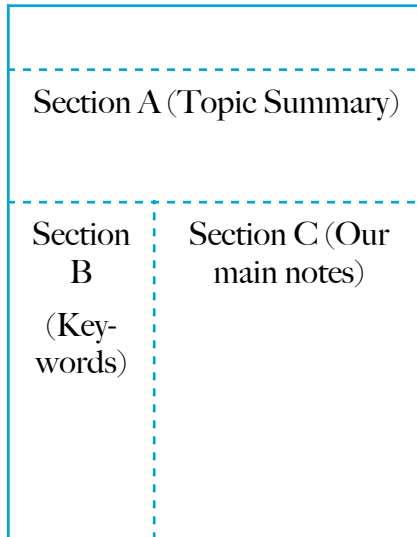 Section A (Topic Summary)
Section
B
(Key-
words)
Section C (Our
main notes)